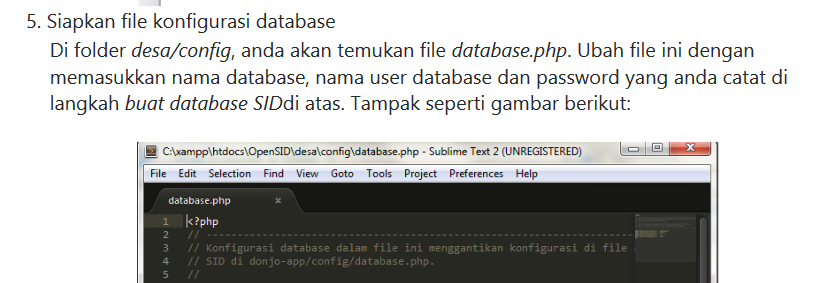 5. Siapkan file konfigurasi database
Di folder desa/config, anda akan temukan file database.php. Ubah file ini dengan
memasukkan nama database, nama user database dan password yang anda catat di
langkah buat database SIDdi atas. Tampak seperti gambar berikut:
C:\xampp\htdocs\OpenSID\desa\config\database.php - Sublime Text 2 (UNREGISTERED)
File Edit Selection Find View Goto Tools Project Preferences Help
database.php ×
1 <?php
2 // ----------------------------------------------------------------
3 // Konfigurasi database dalam file ini menggantikan konfigurasi di file
4 // SID di donjo-app/config/database.php.
5 //